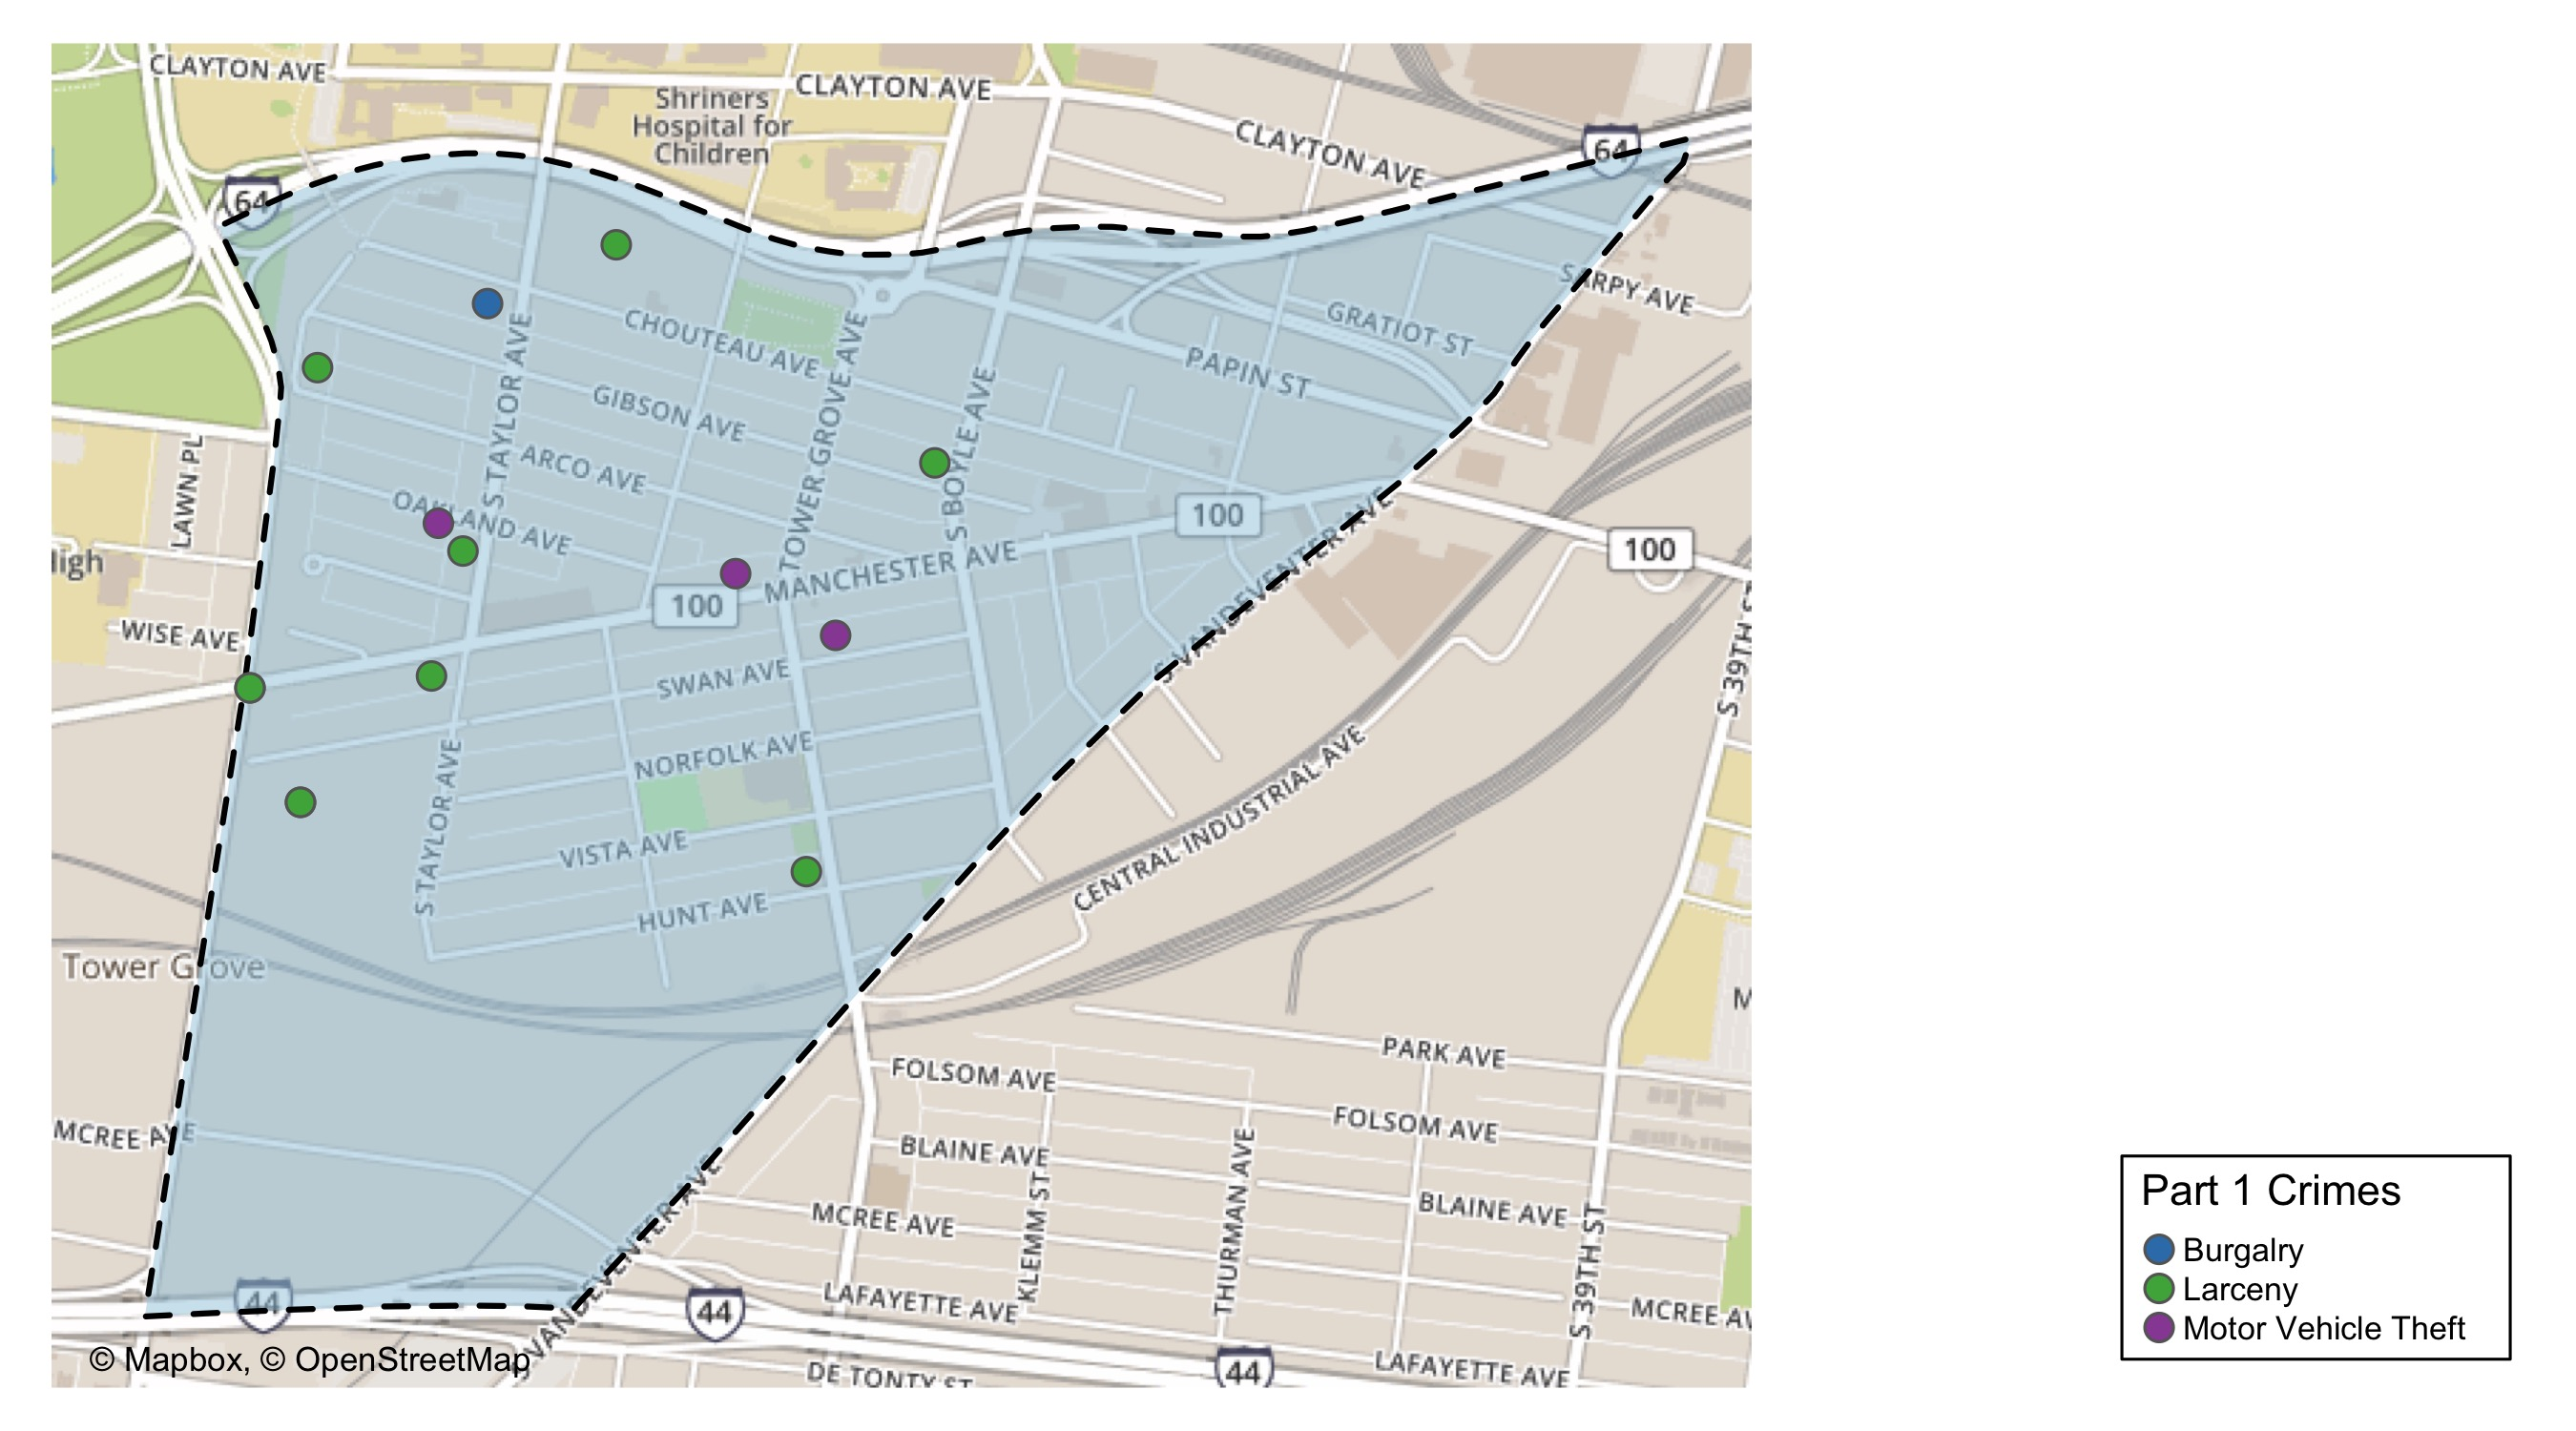 CLAYTON AVE
CLAYTON AVE
Shriners
Hospital for
Children
CLAYTON AVE
64
64
SARPY AVE
GRATIOT ST
CHOUTEAU AVE
PAPIN ST
GIBSON AVE
S TAYLOR AVE
TOWER GROVE AVE
S BOYLE AVE
ARCO AVE
LAWN PL
OAKLAND AVE
100
100
S VANDEVENTER AVE
MANCHESTER AVE
100
WISE AVE
SWAN AVE
S 39TH ST
NORFOLK AVE
S TAYLOR AVE
CENTRAL INDUSTRIAL AVE
VISTA AVE
HUNT AVE
Tower Grove
PARK AVE
FOLSOM AVE
FOLSOM AVE
MCREE AVE
BLAINE AVE
KLEMM ST
THURMAN AVE
BLAINE AVE
S 39TH ST
MCREE AVE
S VANDEVENTER AVE
44
44
LAFAYETTE AVE
MCREE AV
44
LAFAYETTE AVE
DE TONTY ST
© Mapbox, © OpenStreetMap
Part 1 Crimes
Burgalry
Larceny
Motor Vehicle Theft